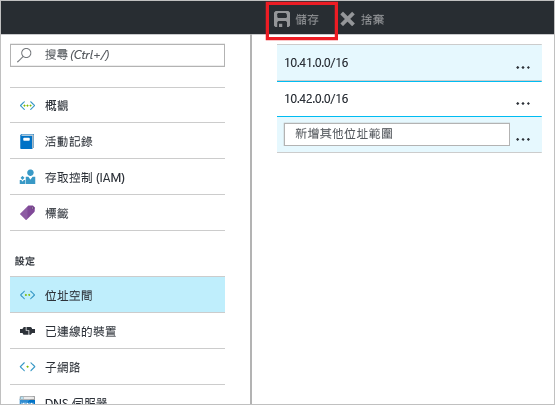 儲存 捨棄
搜尋 (Ctrl+/)
概觀
活動記錄
存取控制 (IAM)
標籤
設定
位址空間
已連線的裝置
子網路
DNS 伺服器
10.41.0.0/16 ...
10.42.0.0/16 ...
新增其他位址範圍 ...